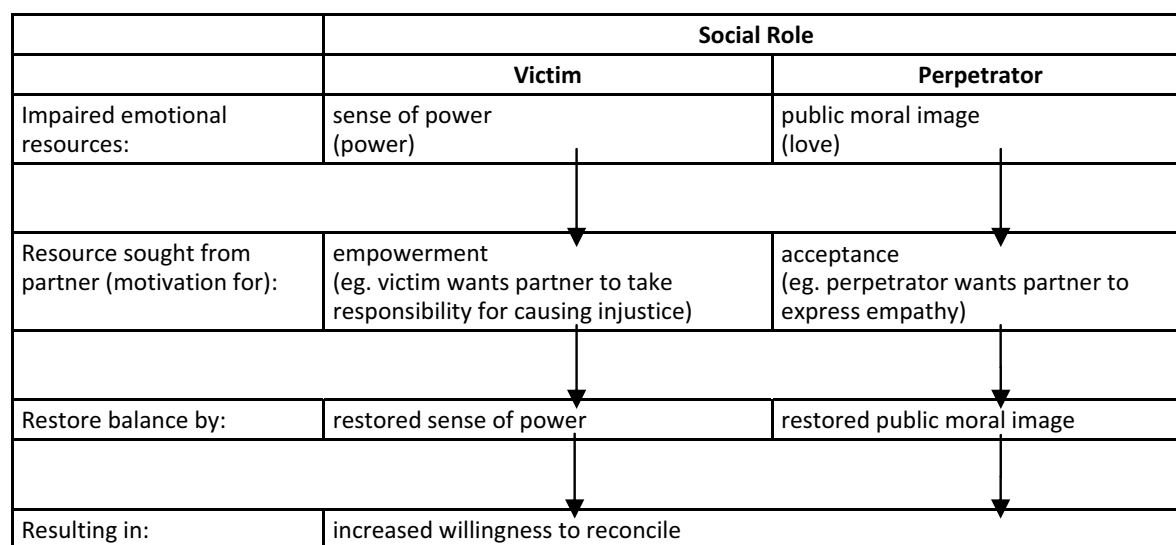 Social Role
Victim Perpetrator
Impaired emotional
resources:
sense of power
(power)
public moral image
(love)
Resource sought from
partner (motivation for):
empowerment
(eg. victim wants partner to take
responsibility for causing injustice)
acceptance
(eg. perpetrator wants partner to
express empathy)
Restore balance by:
restored sense of power
restored public moral image
Resulting in:
increased willingness to reconcile